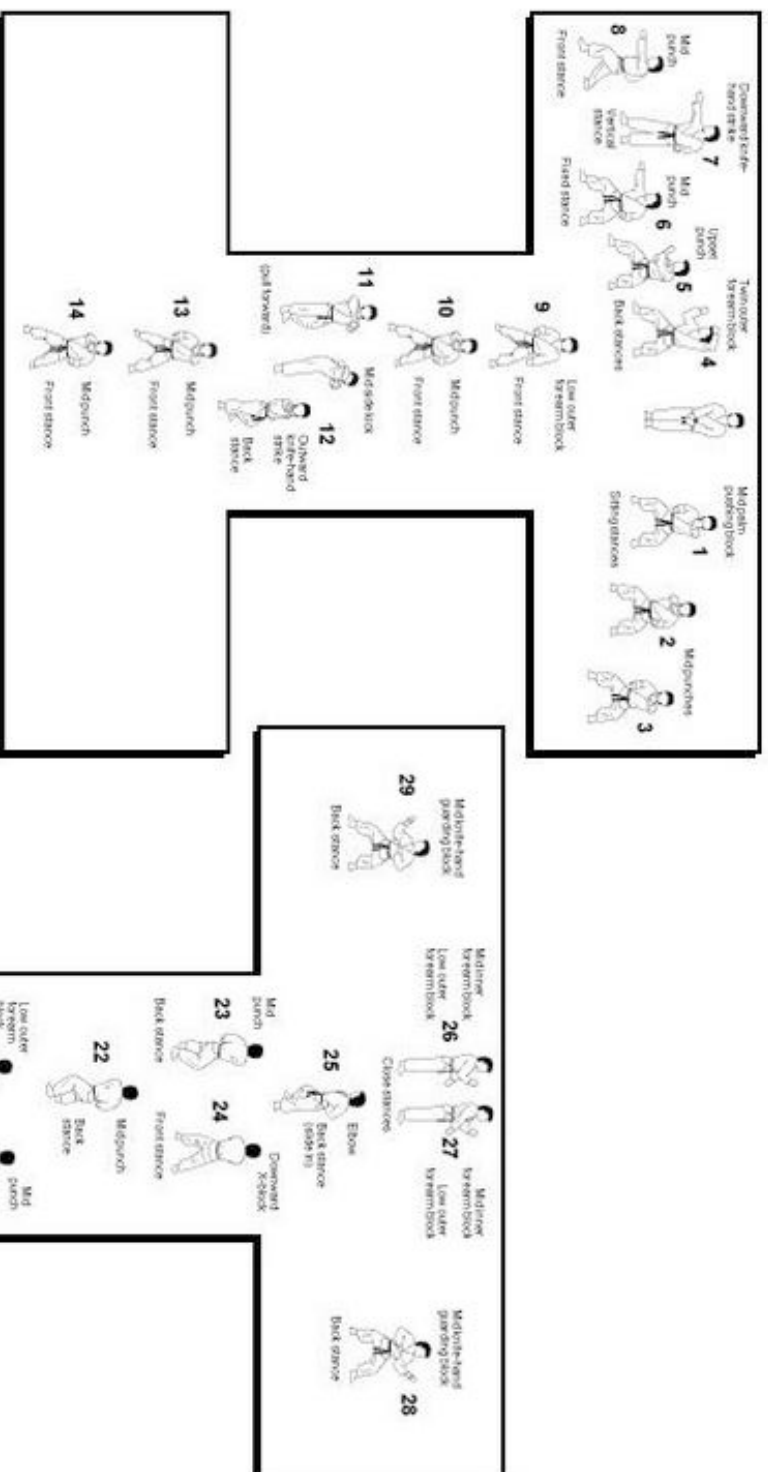 Mid
punch
8
Front stance
Downward knife-
hand strike
7
Vertical
stance
Mid
punch
6
Fixed stance
Upper
punch
5
Twin outer
forearm block
4
Back stances
Mid palm
pushing block
1
Sitting stances
2
Mid punches
3
9
Low outer
forearm block
Front stance
10
Mid punch
Front stance
11
(pull forwards)
Mid side kick
12
Outward
knife-hand
strike
Back
stance
13
Mid punch
Front stance
14
Mid punch
Front stance
29
Mid knife-hand
guarding block
Back stance
Mid inner
forearm block
Low outer
forearm block
26
Close stances
27
Mid inner
forearm block
Low outer
forearm block
Mid knife-hand
guarding block
28
Back stance
25
Elbow
Back stance
(slide in)
Mid
punch
23
Back stance
24
Downward
X-block
Front stance
22
Mid punch
Back
stance
Low outer
forearm
Mid
punch